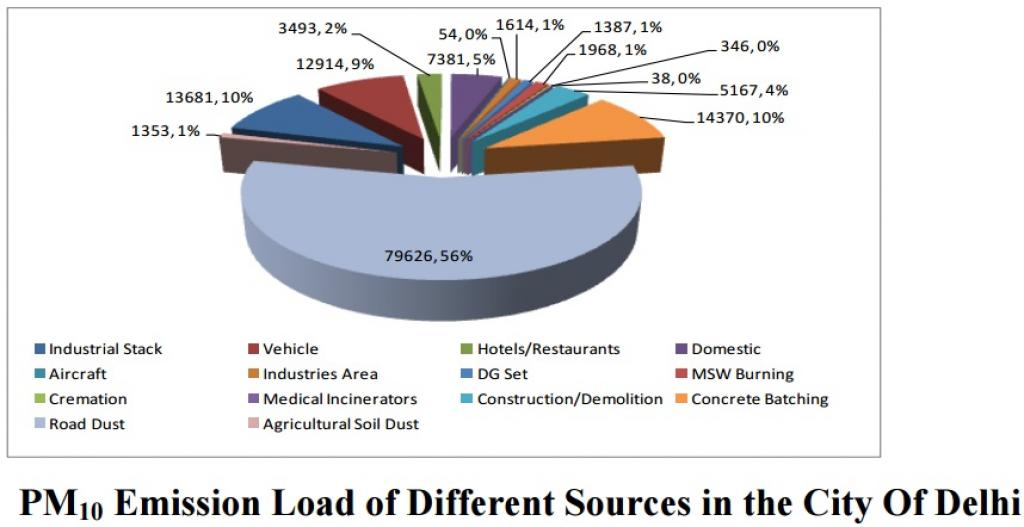 1614, 1%
1387, 1%
3493, 2%
54, 0%
1968, 1%
346, 0%
12914, 9%
7381, 5%
38, 0%
13681, 10%
5167, 4%
14370, 10%
1353, 1%
79626, 56%
Industrial Stack Vehicle Hotels/Restaurants Domestic
Aircraft Industries Area DG Set MSW Burning
Cremation Medical Incinerators Construction/Demolition Concrete Batching
Road Dust Agricultural Soil Dust
PM₁₀ Emission Load of Different Sources in the City Of Delhi